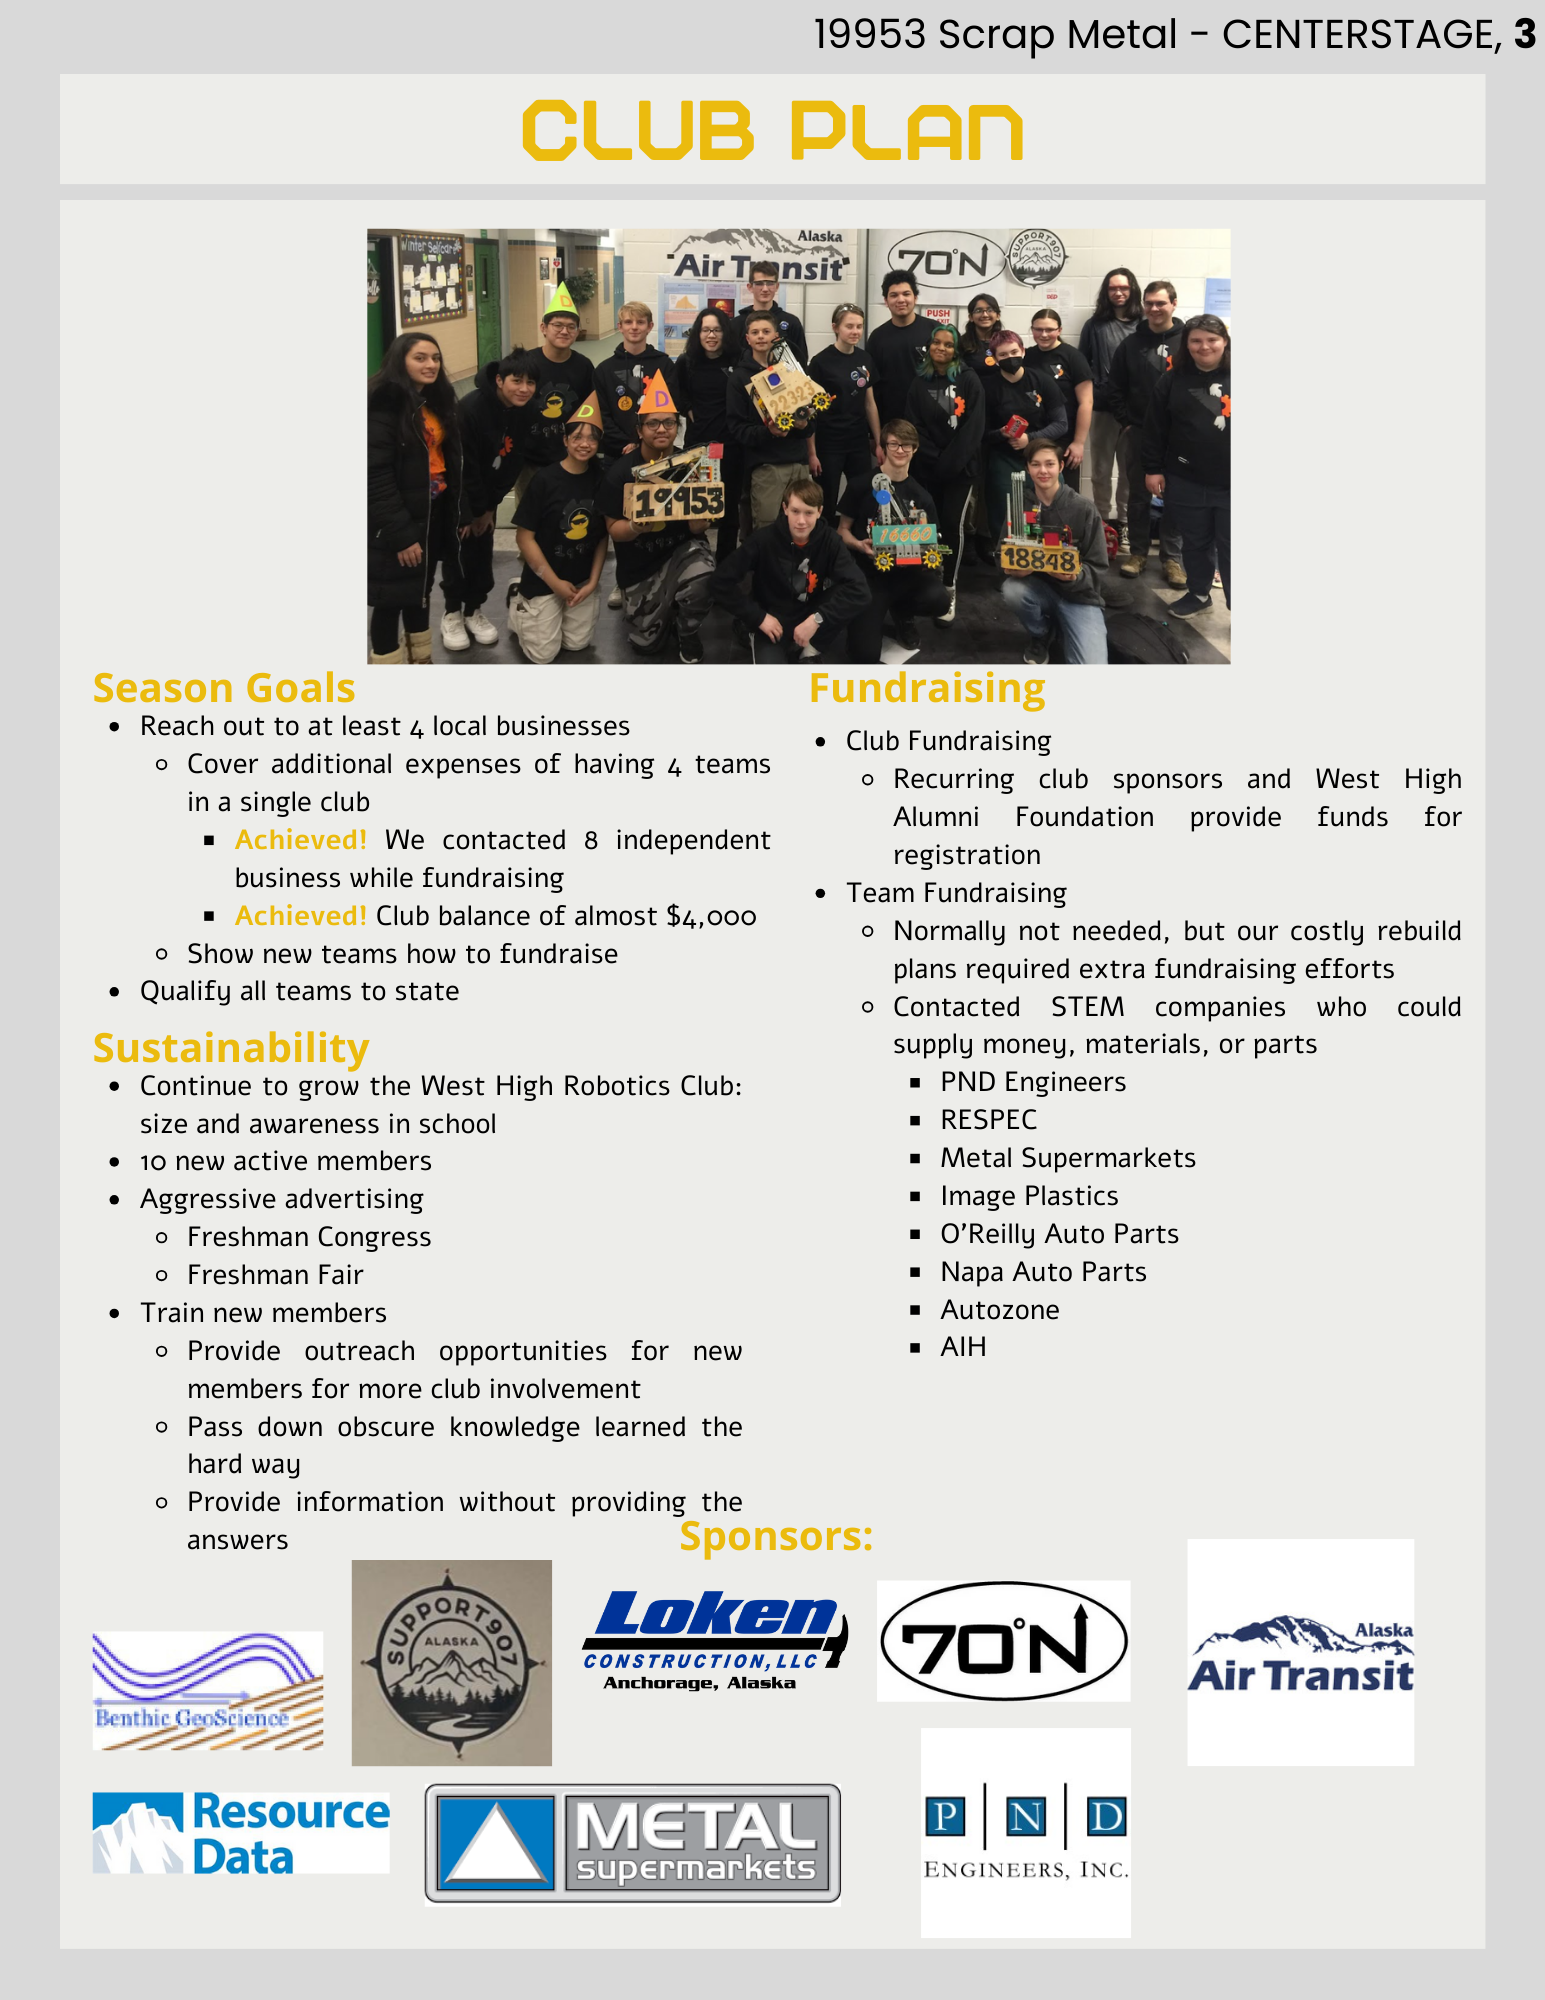 19953 Scrap Metal - CENTERSTAGE, 3
CLUB PLAN
Winter Selfcare
Alaska
Air Transit
70°N
SUPPORT907
ALASKA
PUSH
D
D
D
22323
19953
16660
18848
Season Goals
• Reach out to at least 4 local businesses
Cover additional expenses of having 4 teams
in a single club
Achieved! We contacted 8 independent
business while fundraising
Achieved! Club balance of almost $4,000
Show new teams how to fundraise
• Qualify all teams to state
Sustainability
• Continue to grow the West High Robotics Club:
size and awareness in school
• 10 new active members
• Aggressive advertising
Freshman Congress
Freshman Fair
• Train new members
Provide outreach opportunities for new
members for more club involvement
Pass down obscure knowledge learned the
hard way
Provide information without providing the
answers
Fundraising
• Club Fundraising
Recurring club sponsors and West High
Alumni Foundation provide funds for
registration
• Team Fundraising
Normally not needed, but our costly rebuild
plans required extra fundraising efforts
Contacted STEM companies who could
supply money, materials, or parts
PND Engineers
RESPEC
Metal Supermarkets
Image Plastics
O'Reilly Auto Parts
Napa Auto Parts
Autozone
AIH
Sponsors:
Benthic GeoScience
SUPPORT907
ALASKA
Loken
CONSTRUCTION, LLC
Anchorage, Alaska
70°N
Alaska
Air Transit
Resource
Data
METAL
supermarkets
P N D
ENGINEERS, INC.